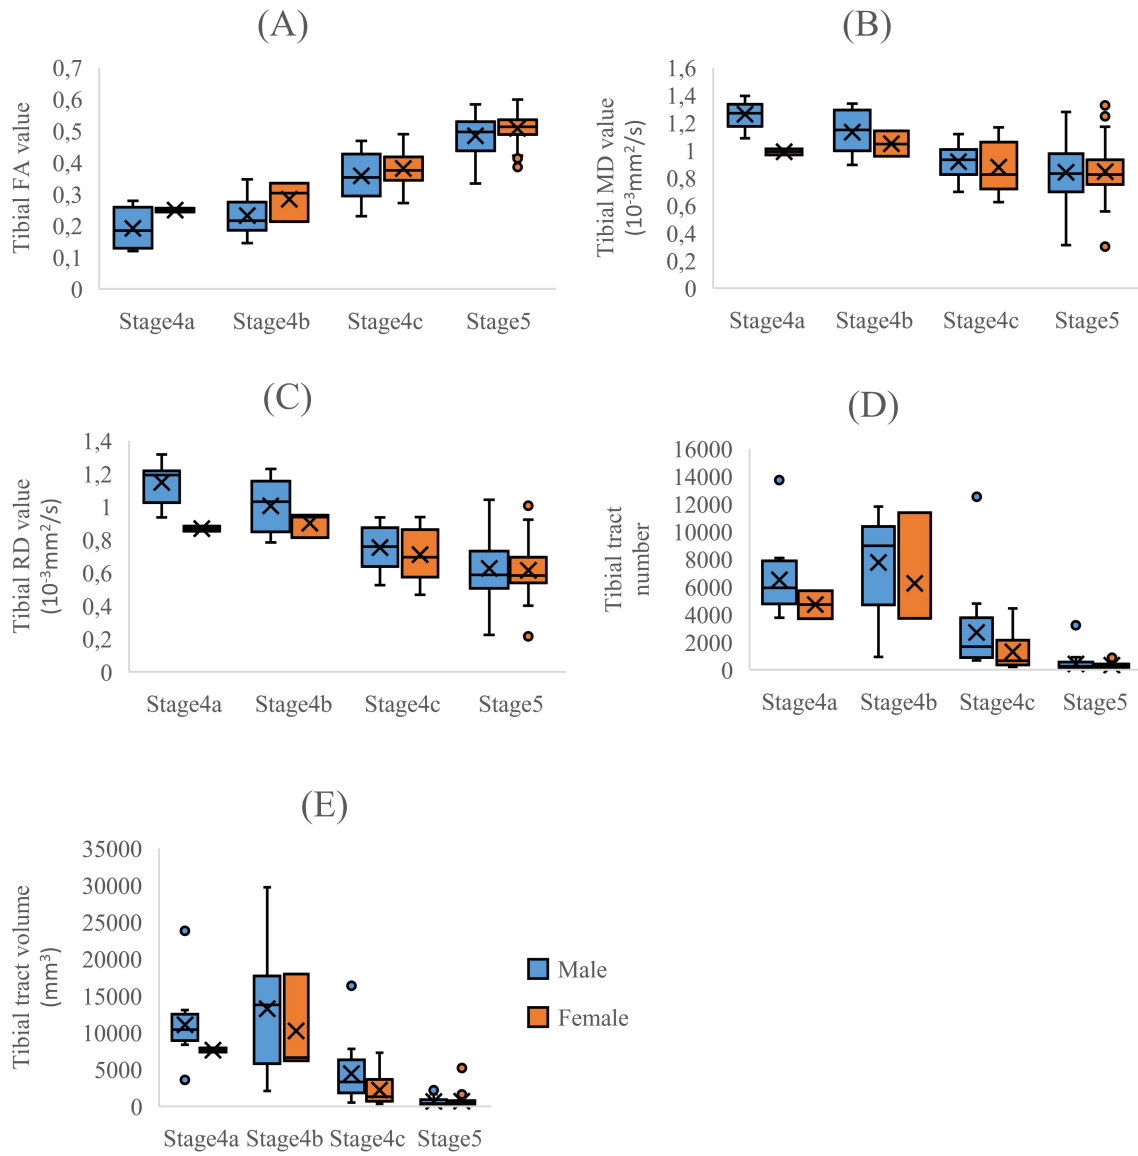 (A)
Tibial FA value
0,7
0,6
0,5
0,4
0,3
0,2
0,1
0
Stage4a Stage4b Stage4c Stage5
(B)
Tibial MD value
(10-3mm²/s)
1,6
1,4
1,2
1
0,8
0,6
0,4
0,2
0
Stage4a Stage4b Stage4c Stage5
(C)
Tibial RD value
(10-3mm²/s)
1,4
1,2
1
0,8
0,6
0,4
0,2
0
Stage4a Stage4b Stage4c Stage5
(D)
Tibial tract
number
16000
14000
12000
10000
8000
6000
4000
2000
0
Stage4a Stage4b Stage4c Stage5
(E)
Tibial tract volume
(mm³)
35000
30000
25000
20000
15000
10000
5000
0
Stage4a Stage4b Stage4c Stage5
Male
Female